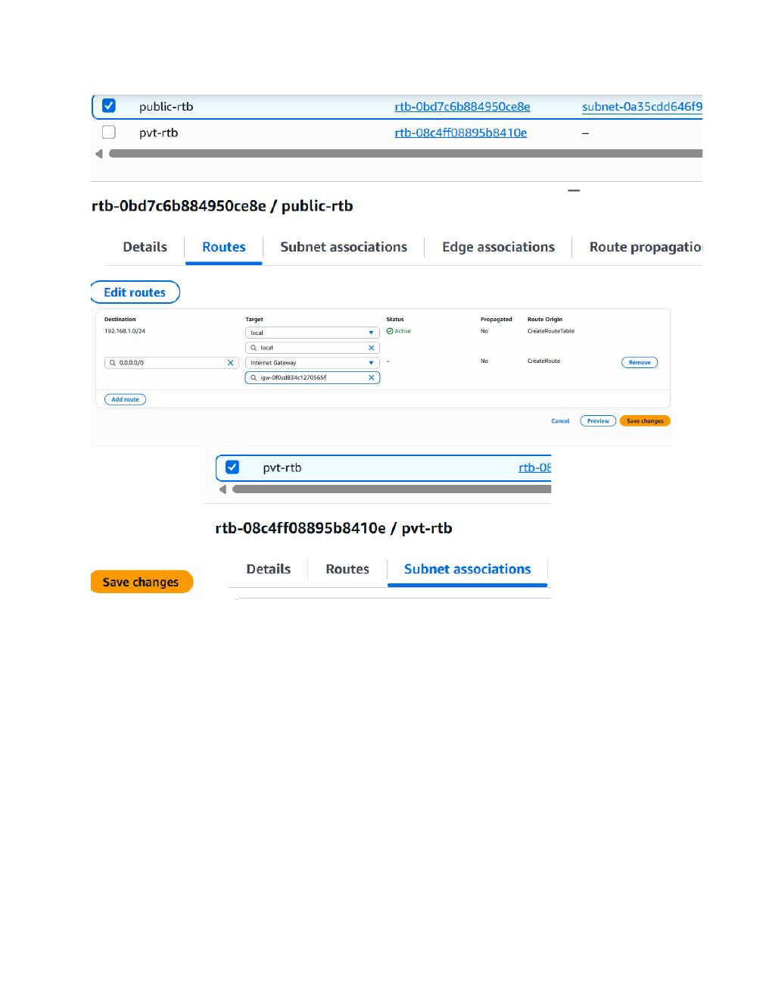 public-rtb rtb-0bd7c6b884950ce8e subnet-0a35cdd646f9
pvt-rtb rtb-08c4ff08895b8410e –
rtb-0bd7c6b884950ce8e / public-rtb
Details Routes Subnet associations Edge associations Route propagatio
Edit routes
Destination Target Status Propagated Route Origin
192.168.1.0/24 local Active No CreateRouteTable
local
0.0.0.0/0 Internet Gateway – No CreateRoute Remove
igw-0f0cd834c1270565f
Add route
Cancel Preview Save changes
pvt-rtb rtb-08
rtb-08c4ff08895b8410e / pvt-rtb
Details Routes Subnet associations
Save changes